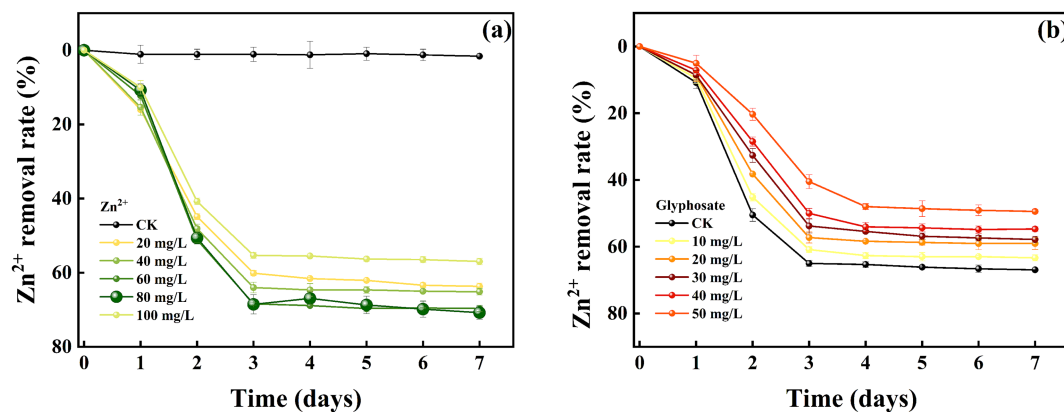 (a)
Zn²⁺ removal rate (%)
0
20
40
60
80
Zn²⁺
CK
20 mg/L
40 mg/L
60 mg/L
80 mg/L
100 mg/L
0 1 2 3 4 5 6 7
Time (days)
(b)
Zn²⁺ removal rate (%)
0
20
40
60
80
Glyphosate
CK
10 mg/L
20 mg/L
30 mg/L
40 mg/L
50 mg/L
0 1 2 3 4 5 6 7
Time (days)